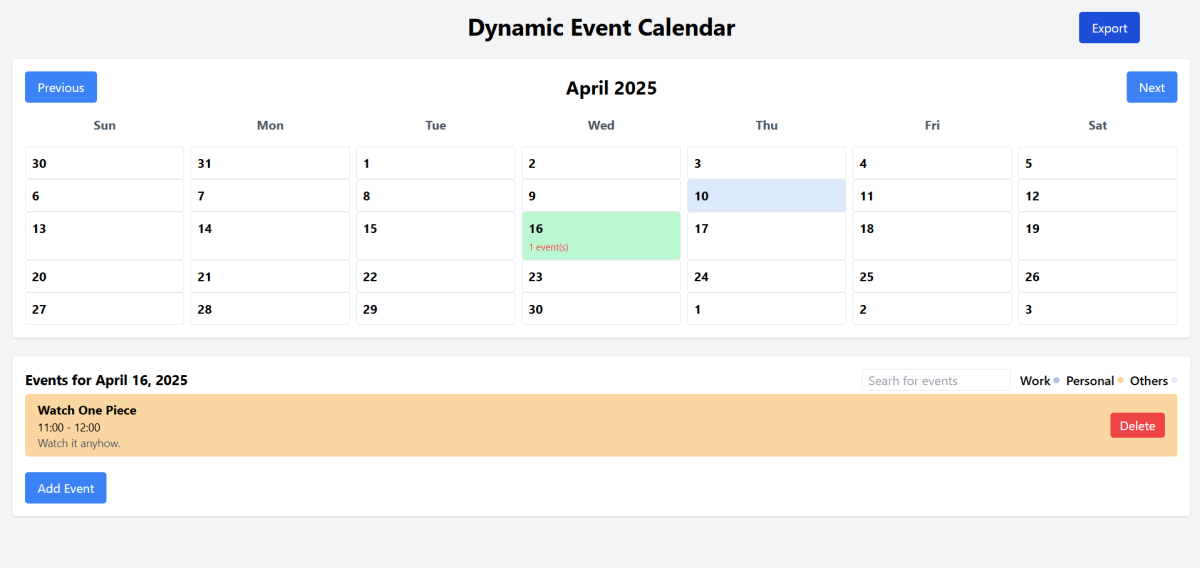 Dynamic Event Calendar
Export
Previous
April 2025
Next
Sun Mon Tue Wed Thu Fri Sat
30 31 1 2 3 4 5
6 7 8 9 10 11 12
13 14 15 16 17 18 19
1 event(s)
20 21 22 23 24 25 26
27 28 29 30 1 2 3
Events for April 16, 2025
Searh for events
Work Personal Others
Watch One Piece
11:00 - 12:00
Watch it anyhow.
Delete
Add Event